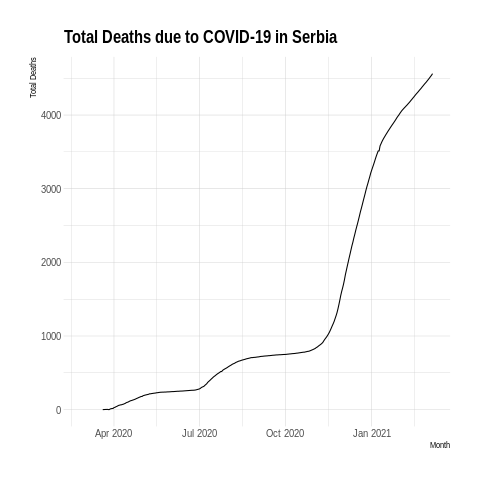 Total Deaths due to COVID-19 in Serbia
Total Deaths
4000
3000
2000
1000
0
Apr 2020 Jul 2020 Oct 2020 Jan 2021
Month